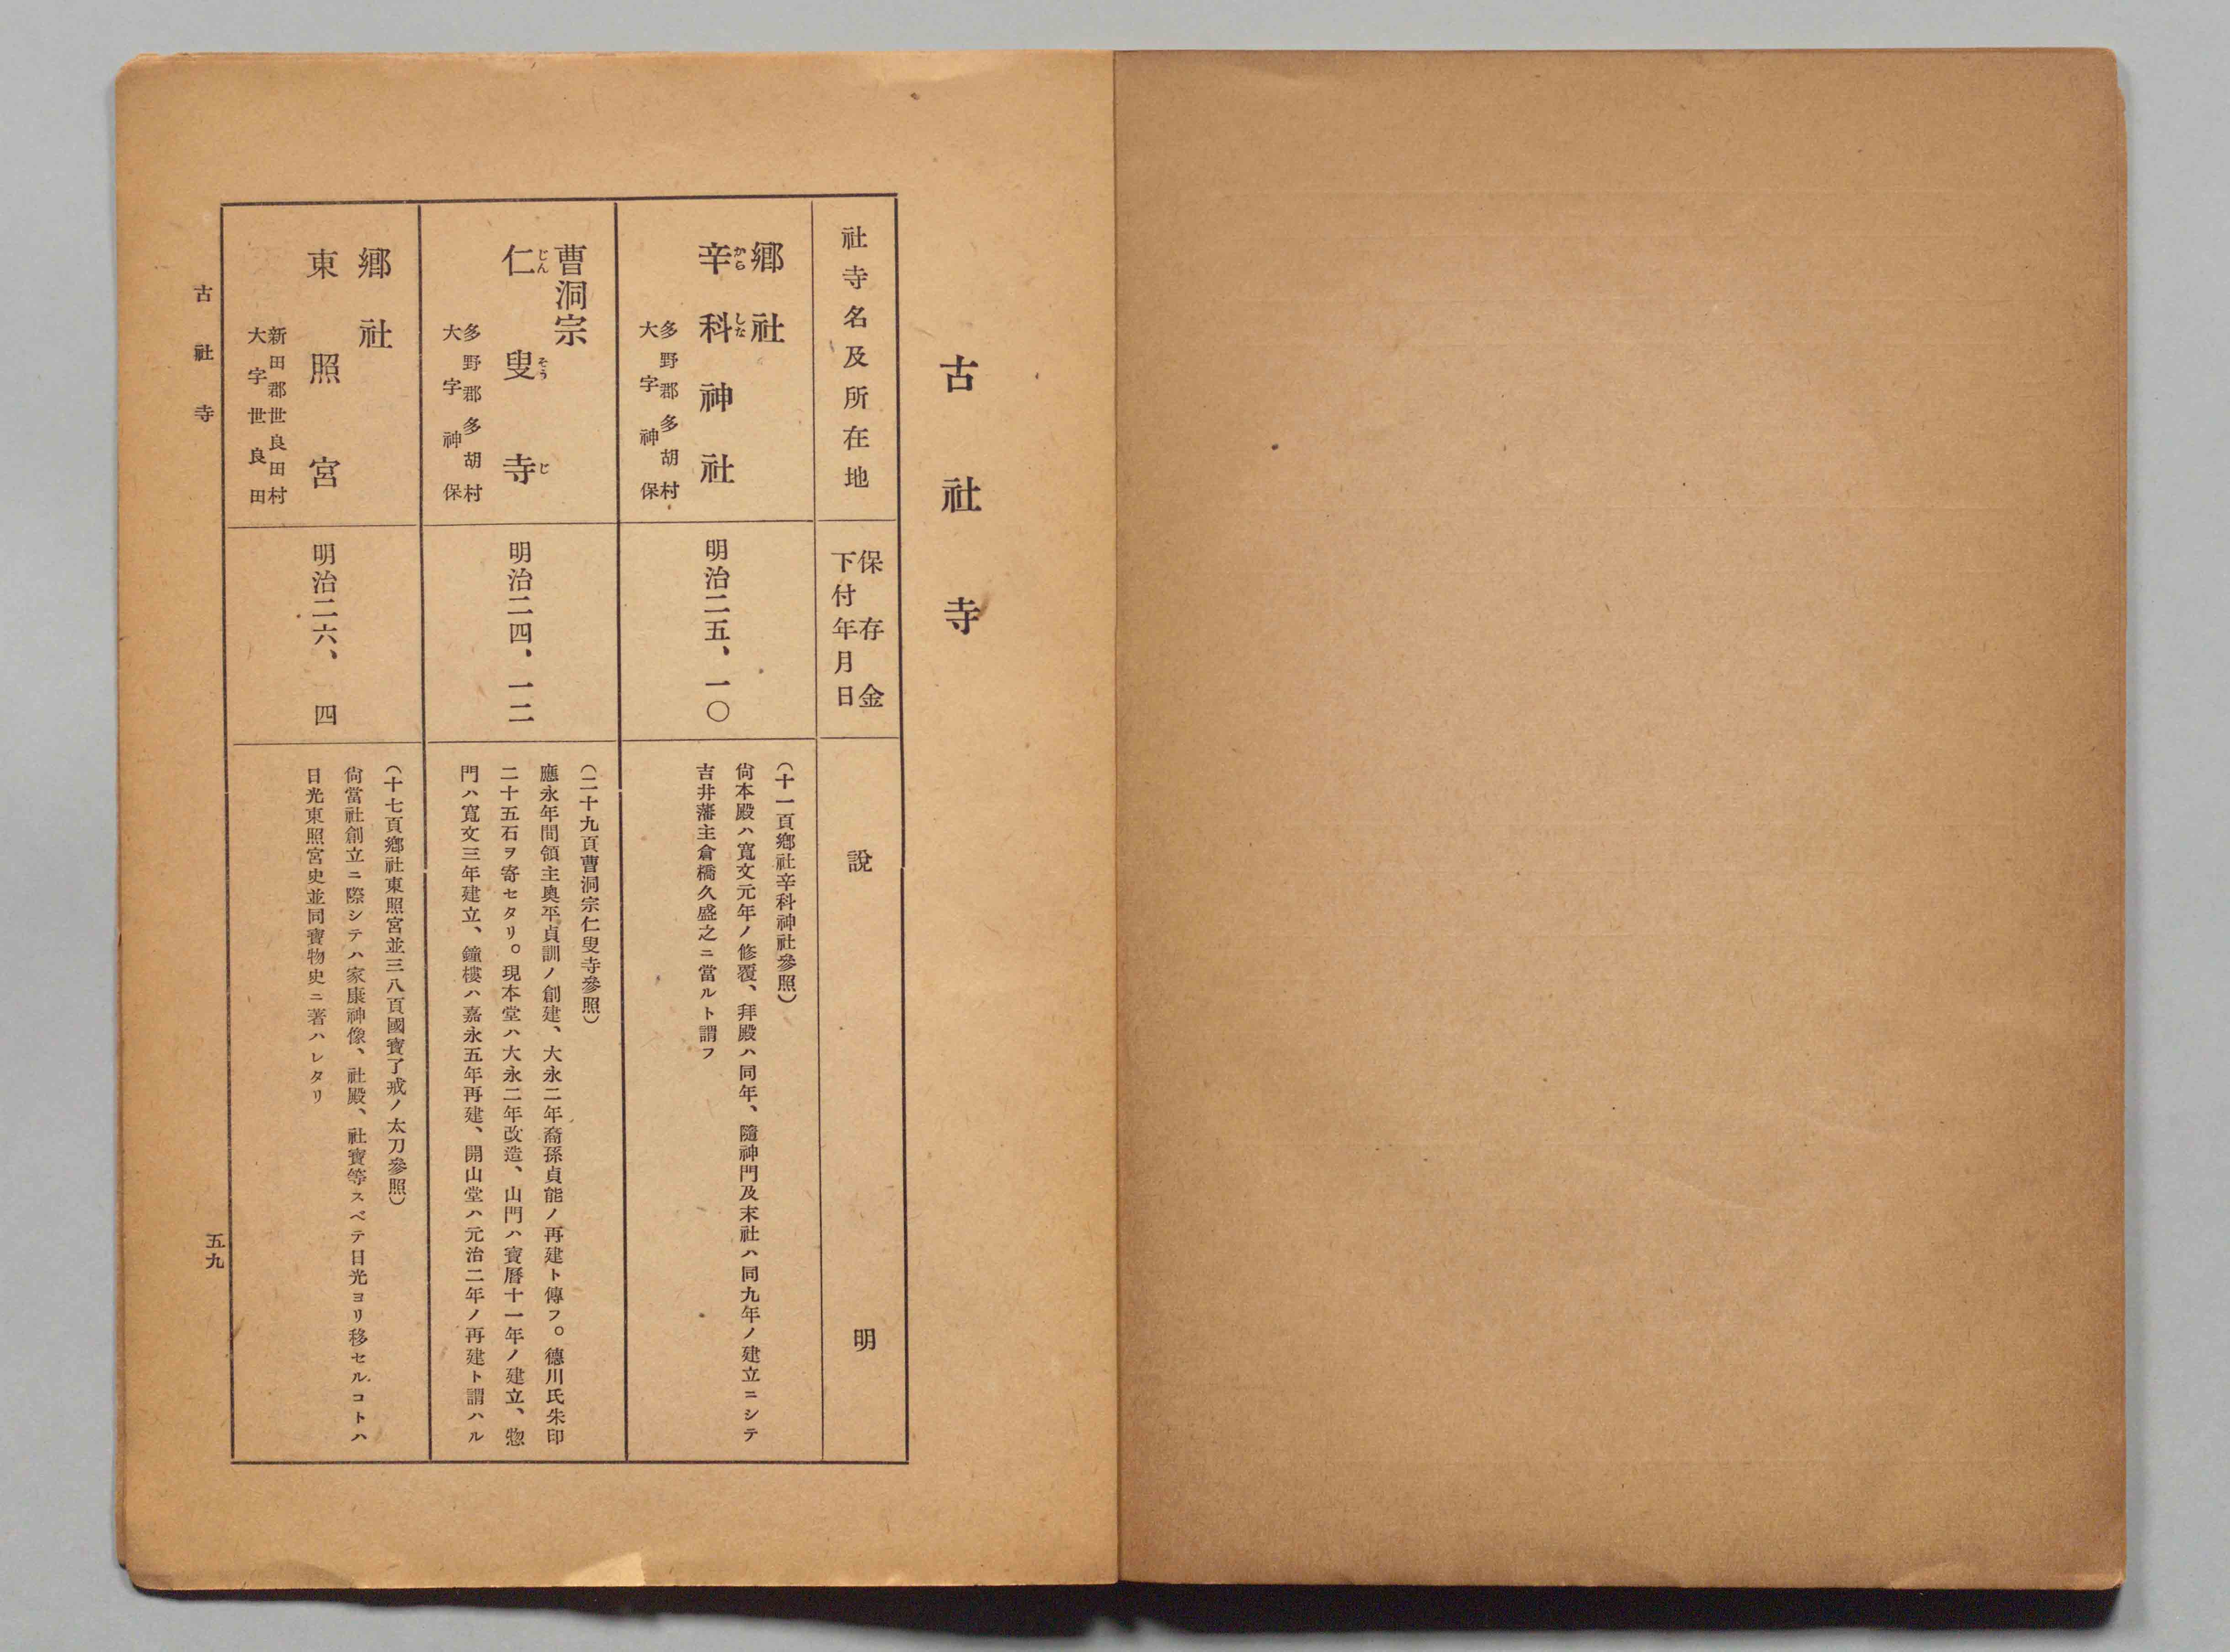 古社寺
社寺名及所在地
保存金
下付年月日
說明
鄕社
辛科神社
から
しな
多野郡多胡村
大字神保
明治二五、一〇
（十一頁鄕社辛科神社參照）
尙本殿ハ寬文元年ノ修覆、拜殿ハ同年、隨神門及末社ハ同九年ノ建立ニシテ
吉井藩主倉橋久盛之ニ當ルト謂フ
曹洞宗
仁叟寺
じん
そう
じ
多野郡多胡村
大字神保
明治二四、一二
（二十九頁曹洞宗仁叟寺參照）
應永年間領主奧平貞訓ノ創建、大永二年裔孫貞能ノ再建ト傳フ。德川氏朱印
二十五石ヲ寄セタリ。現本堂ハ大永二年改造、山門ハ寶曆十一年ノ建立、惣
門ハ寬文三年建立、鐘樓ハ嘉永五年再建、開山堂ハ元治二年ノ再建ト謂ハル
鄕社
東照宮
新田郡世良田村
大字世良田
明治二六、四
（十七頁鄕社東照宮並三八頁國寶了戒ノ太刀參照）
尙當社創立ニ際シテハ家康神像、社殿、社寶等スベテ日光ヨリ移セルコトハ
日光東照宮史並同寶物史ニ著ハレタリ
古社寺
五九